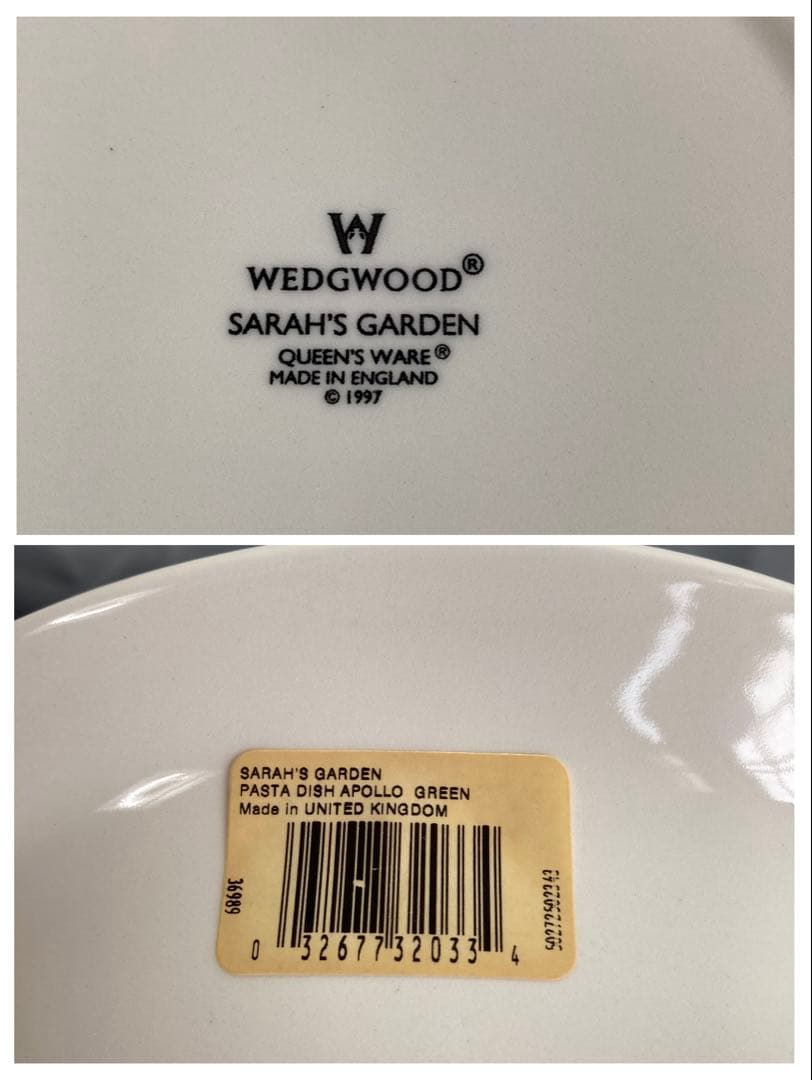 W
WEDGWOOD®
SARAH'S GARDEN
QUEEN'S WARE®
MADE IN ENGLAND
© 1997
SARAH'S GARDEN
PASTA DISH APOLLO GREEN
Made in UNITED KINGDOM
36989
0 32677 32033 4